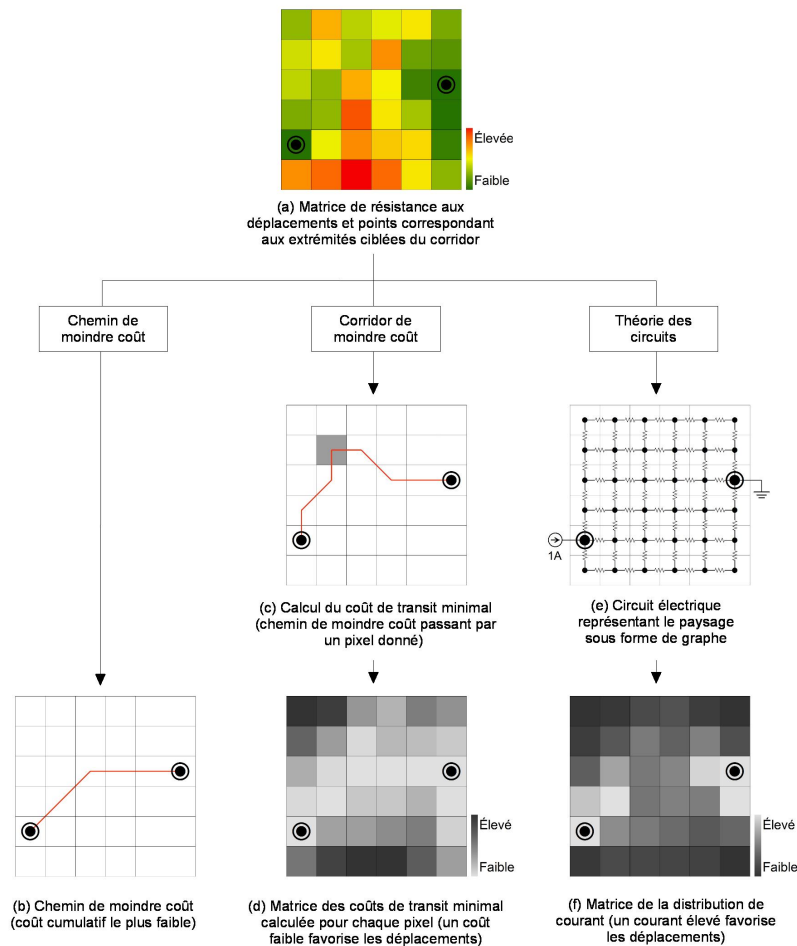 Élevée
Faible
(a) Matrice de résistance aux
déplacements et points correspondant
aux extrémités ciblées du corridor
Chemin de
moindre coût
Corridor de
moindre coût
Théorie des
circuits
1A
(c) Calcul du coût de transit minimal
(chemin de moindre coût passant par
un pixel donné)
(e) Circuit électrique
représentant le paysage
sous forme de graphe
Élevé
Faible
Élevé
Faible
(b) Chemin de moindre coût
(coût cumulatif le plus faible)
(d) Matrice des coûts de transit minimal
calculée pour chaque pixel (un coût
faible favorise les déplacements)
(f) Matrice de la distribution de
courant (un courant élevé favorise
les déplacements)